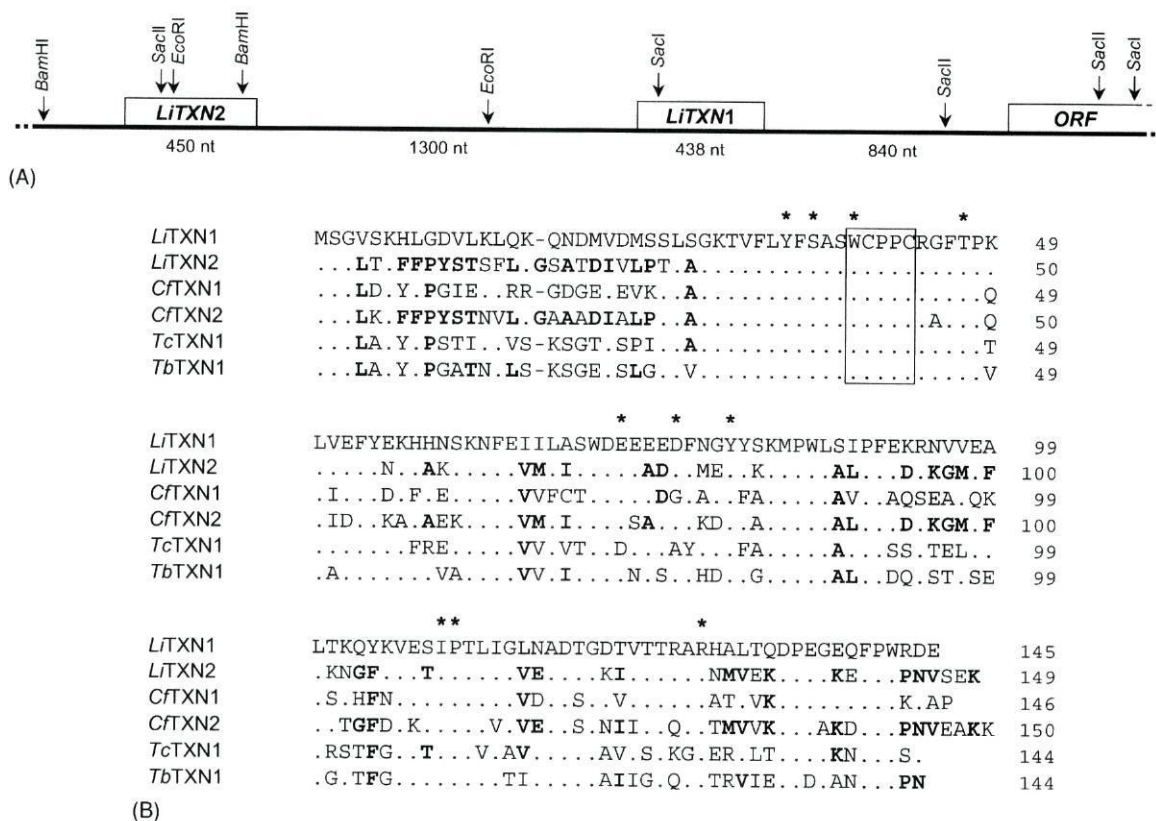 BamHI SacII EcoRI BamHI EcoRI SacI SacII SacII SacI
LiTXN2 LiTXN1 ORF
450 nt 1300 nt 438 nt 840 nt
(A)
* * * *
LiTXN1 MSGVSKHLGDVLKLQK-QNDMVDMSSLSGKTVFLYFSASWCPPCRGFTPK 49
LiTXN2 ...LT.FFPYSTSFL.GSATDIVLPT.A...................... 50
CfTXN1 ...LD.Y.PGIE..RR-GDGE.EVK..A.....................Q 49
CfTXN2 ...LK.FFPYSTNVL.GAAADIALP..A.................A...Q 50
TcTXN1 ...LA.Y.PSTI..VS-KSGT.SPI..A.....................T 49
TbTXN1 ...LA.Y.PGATN.LS-KSGE.SLG..V.....................V 49
* * *
LiTXN1 LVEFYEKHHNSKNFEIILASWDEEEEDFNGYYSKMPWLSIPFEKRNVVEA 99
LiTXN2 .....N..AK.....VM.I.....AD..ME..K.....AL...D.KGM.F 100
CfTXN1 .I...D.F.E.....VVFCT.....DG.A..FA.....AV..AQSEA.QK 99
CfTXN2 .ID..KA.AEK....VM.I....SA..KD..A......AL...D.KGM.F 100
TcTXN1 .......FRE.....VV.VT...D..AY..FA......A...SS.TEL.. 99
TbTXN1 .A.......VA....VV.I....N.S..HD..G.....AL..DQ.ST.SE 99
** *
LiTXN1 LTKQYKVESIPTLIGLNADTGDTVTTRARHALTQDPEGEQFPWRDE 145
LiTXN2 .KNGF...T......VE....KI......NMVEK....KE...PNVSEK 149
CfTXN1 .S.HFN.........VD..S..V......AT.VK.........K.AP 146
CfTXN2 ..TGFD.K....V..VE..S.NII..Q..TMVVK...AKD...PNVEAKK 150
TcTXN1 .RSTFG..T...V.AV.....AV.S.KG.ER.LT....KN...S. 144
TbTXN1 .G.TFG........TI.....AIIG.Q..TRVIE..D.AN...PN 144
(B)